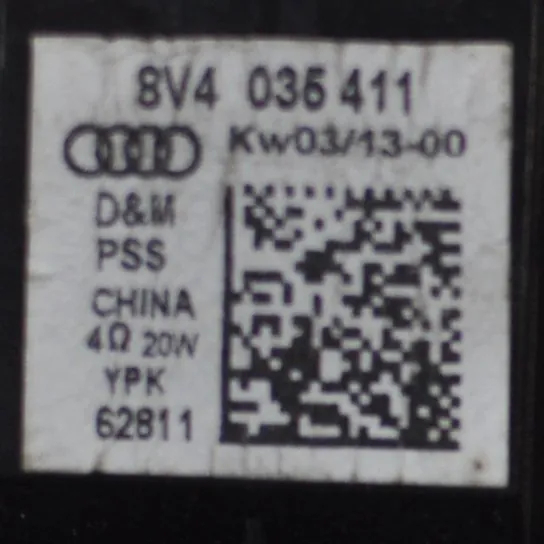 8V4 035 411
Kw03/13-00
D&M
PSS
CHINA
4Ω 20W
YPK
62811